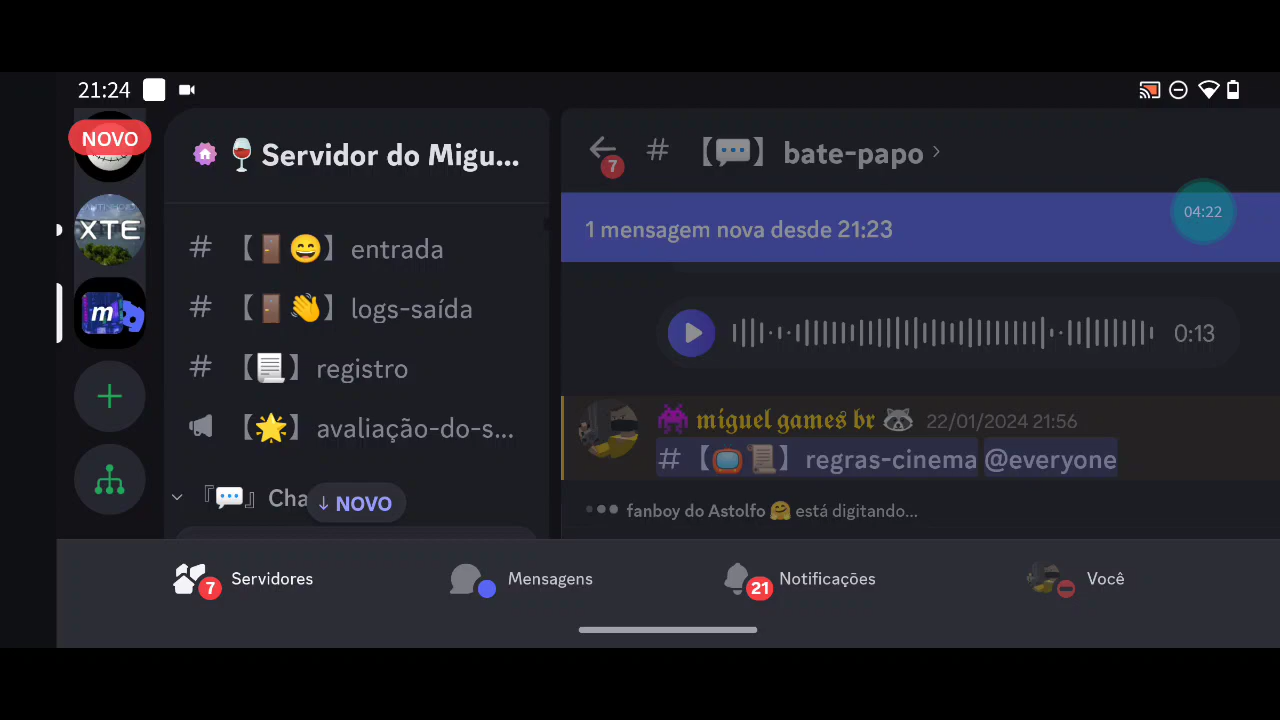 21:24
NOVO
XTE
m
🍷 Servidor do Migu...
# 【🚪😄】 entrada
# 【🚪👋】 logs-saída
# 【📜】 registro
【🌟】 avaliação-do-s...
『💬』 Cha
↓ NOVO
7
# 【💬】 bate-papo ›
1 mensagem nova desde 21:23
04:22
0:13
👾 𝖒𝖎𝖌𝖚𝖊𝖑 𝖌𝖆𝖒𝖊𝖘 𝖇𝖗 🦝 22/01/2024 21:56
# 【📺📜】 regras-cinema @everyone
fanboy do Astolfo 🤗 está digitando...
7 Servidores
Mensagens
21 Notificações
Você